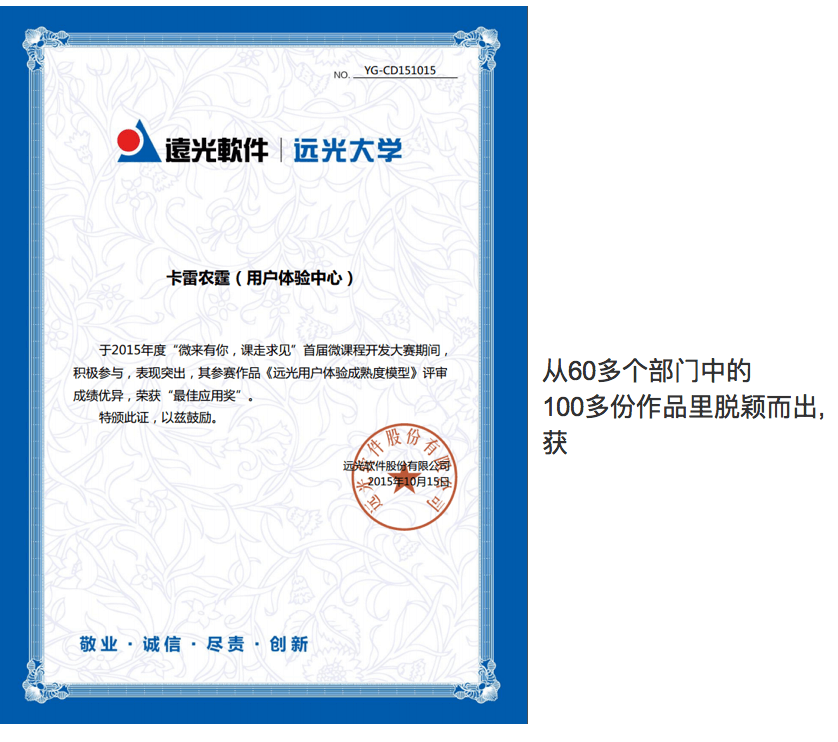 NO. YG-CD151015
遠光軟件 | 远光大学
卡雷农霆（用户体验中心）
于2015年度“微来有你，课走求见”首届微课程开发大赛期间，
积极参与，表现突出，其参赛作品《远光用户体验成熟度模型》评审
成绩优异，荣获“最佳应用奖”。
特颁此证，以兹鼓励。
远光软件股份有限公司
远光软件股份有限公司
2015年10月15日
敬业·诚信·尽责·创新
从60多个部门中的
100多份作品里脱颖而出,
获